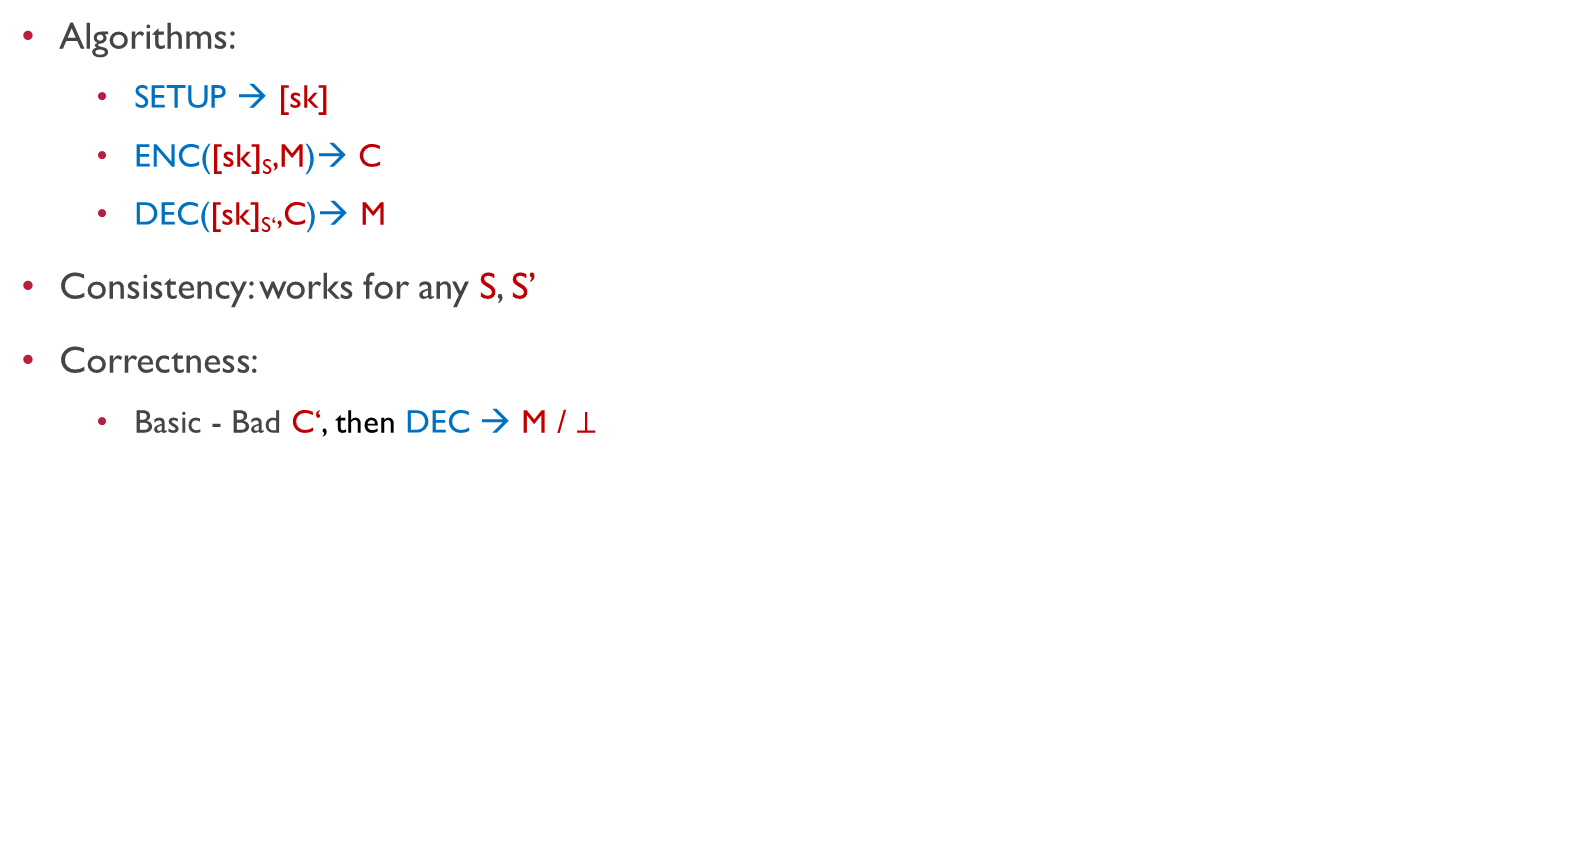 • Algorithms:
• SETUP → [sk]
• ENC([sk]S,M)→ C
• DEC([sk]S‘,C)→ M
• Consistency: works for any S, S’
• Correctness:
• Basic - Bad C‘, then DEC → M / ⊥